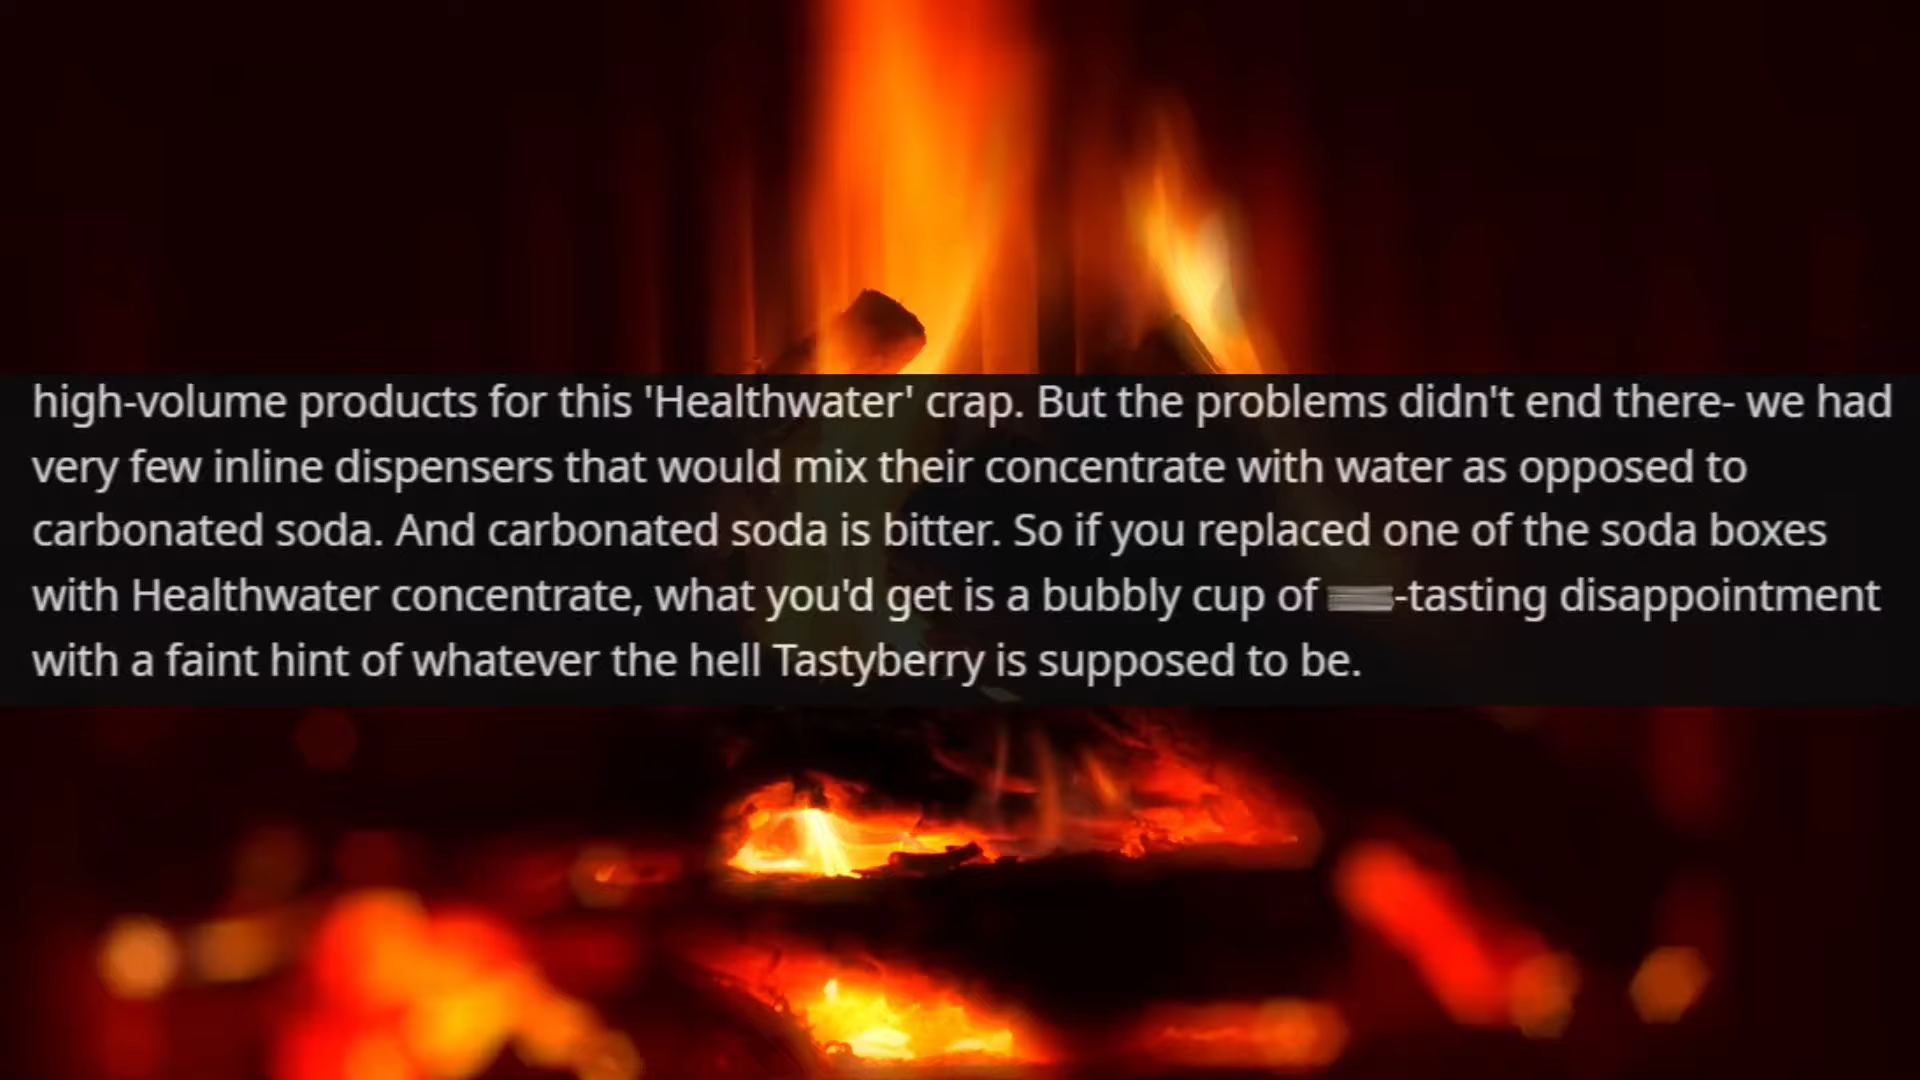 high-volume products for this 'Healthwater' crap. But the problems didn't end there- we had
very few inline dispensers that would mix their concentrate with water as opposed to
carbonated soda. And carbonated soda is bitter. So if you replaced one of the soda boxes
with Healthwater concentrate, what you'd get is a bubbly cup of -tasting disappointment
with a faint hint of whatever the hell Tastyberry is supposed to be.